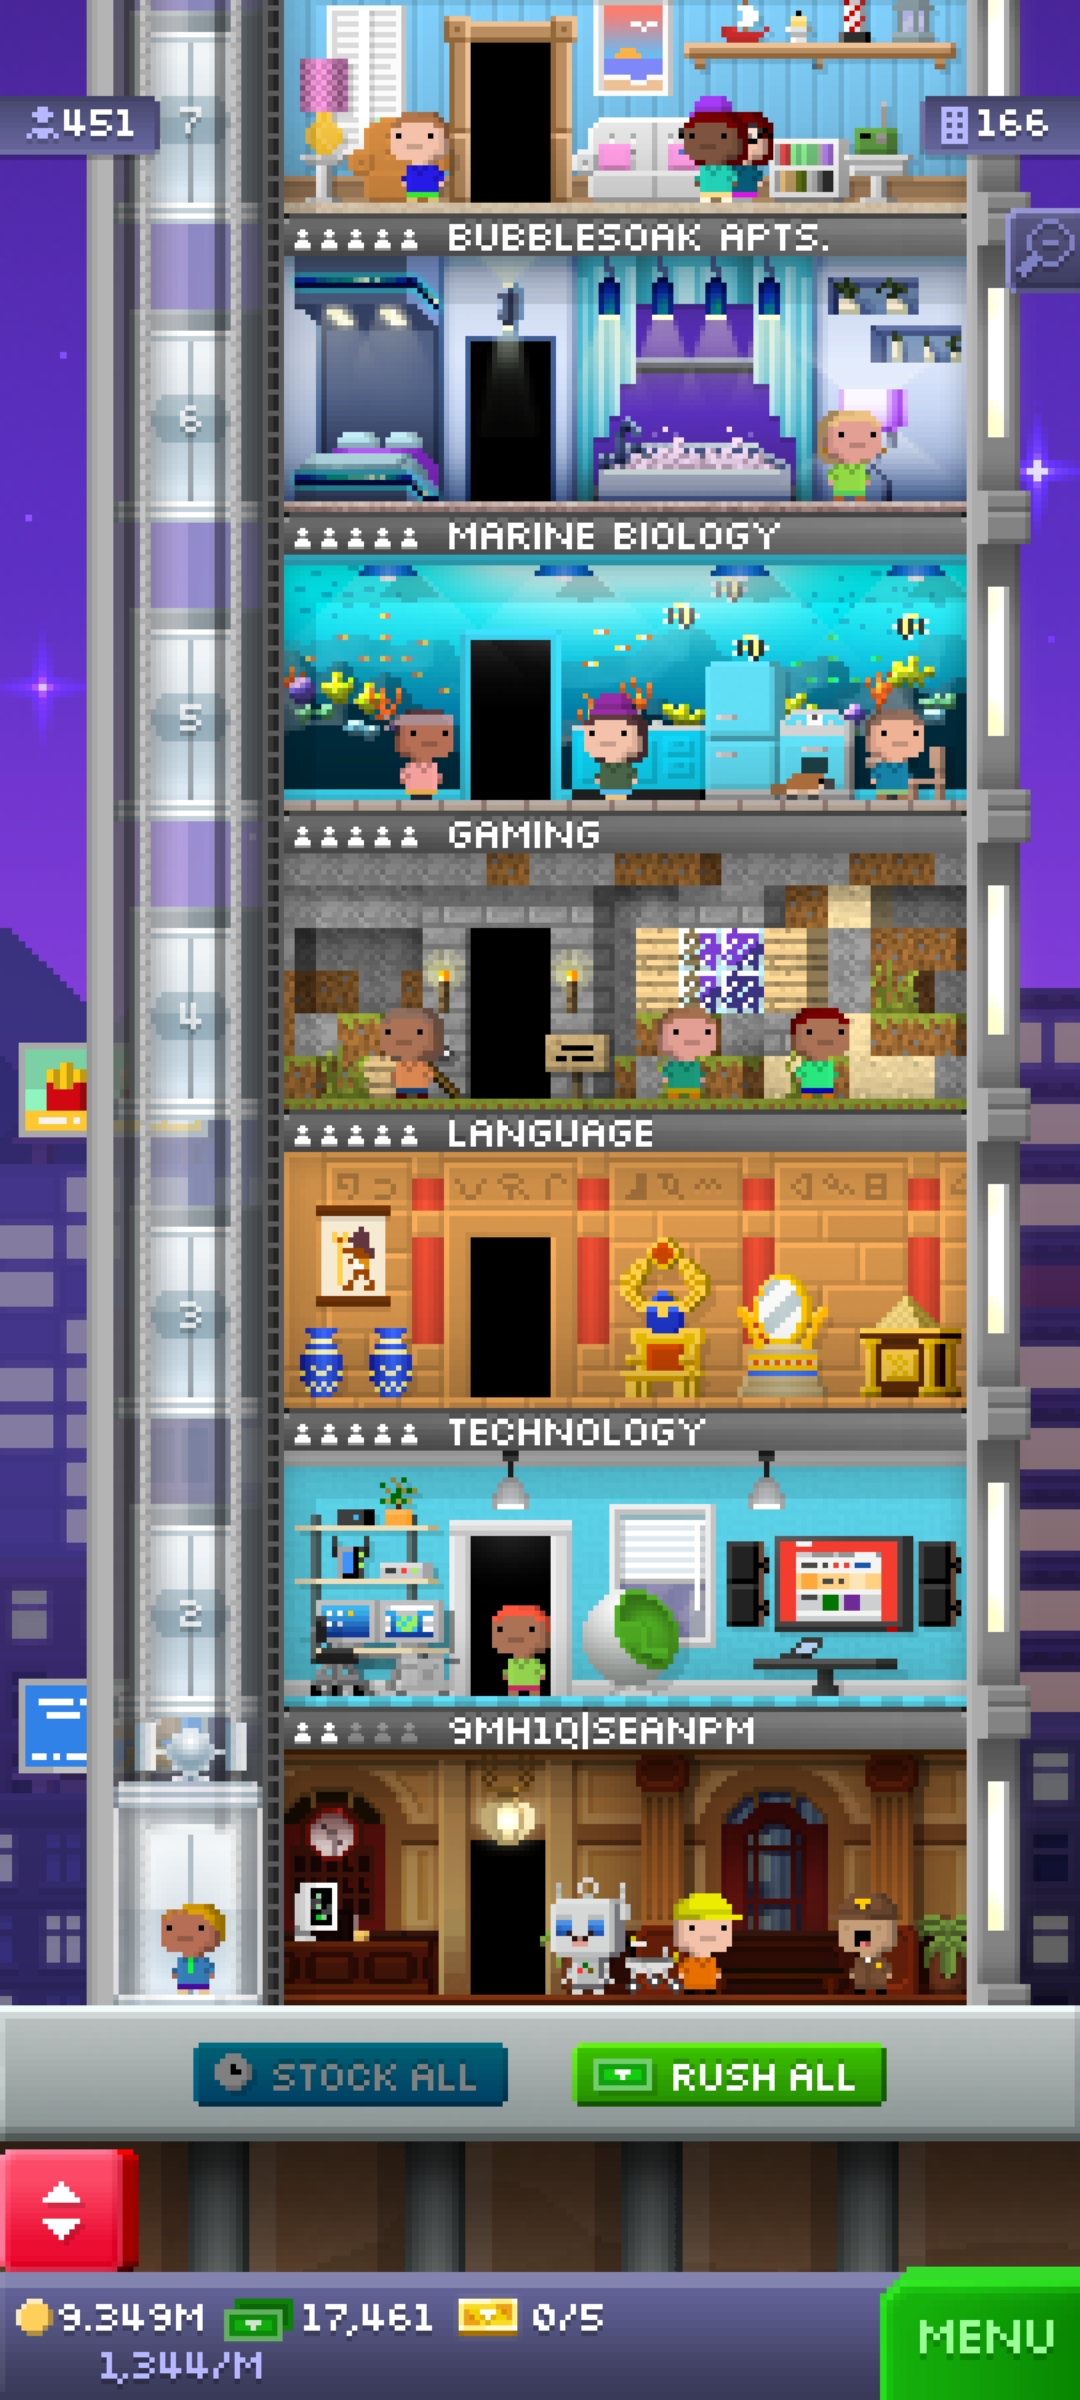 7
451
166
BUBBLESOAK APTS.
6
MARINE BIOLOGY
5
GAMING
4
LANGUAGE
3
TECHNOLOGY
2
9MH1Q|SEANPM
STOCK ALL
RUSH ALL
9.349M
17,461
0/5
1,344/M
MENU